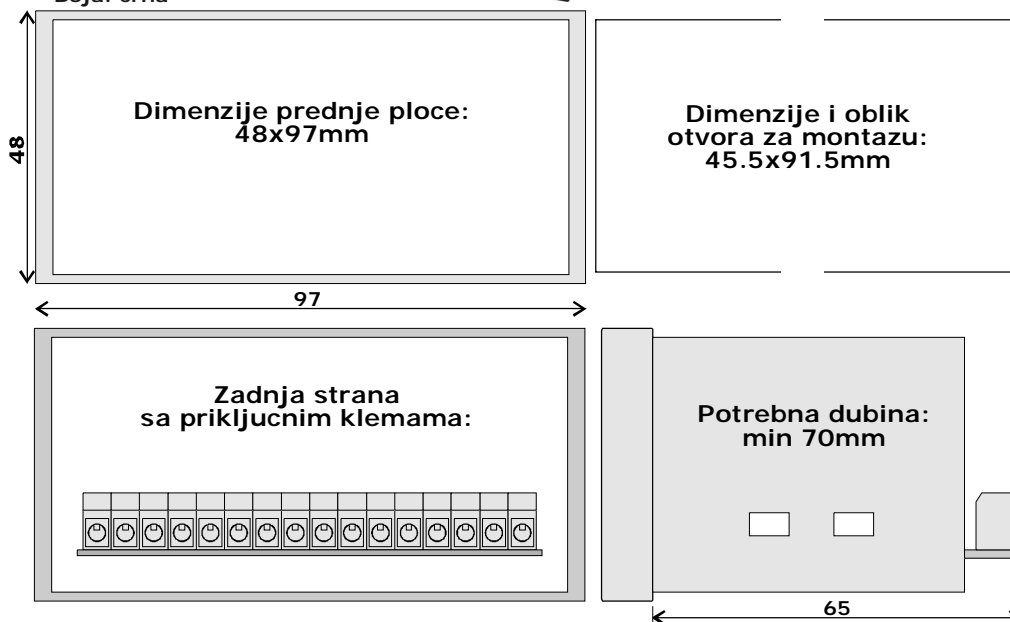 Dimenzije prednje ploce:
48x97mm
48
97
Dimenzije i oblik
otvora za montazu:
45.5x91.5mm
Zadnja strana
sa prikljucnim klemama:
Potrebna dubina:
min 70mm
65